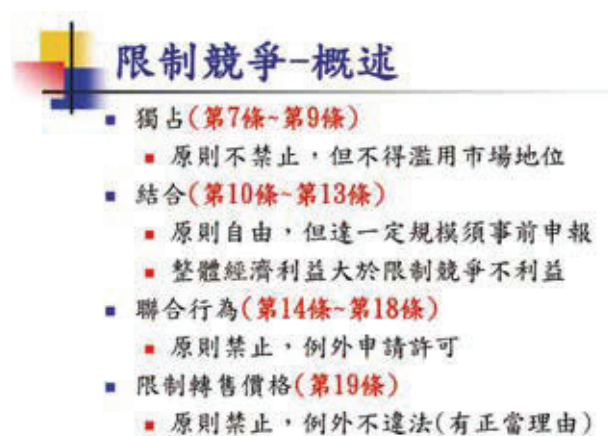 限制競爭-概述
獨占(第7條~第9條)
原則不禁止，但不得濫用市場地位
結合(第10條~第13條)
原則自由，但達一定規模須事前申報
整體經濟利益大於限制競爭不利益
聯合行為(第14條~第18條)
原則禁止，例外申請許可
限制轉售價格(第19條)
原則禁止，例外不違法(有正當理由)